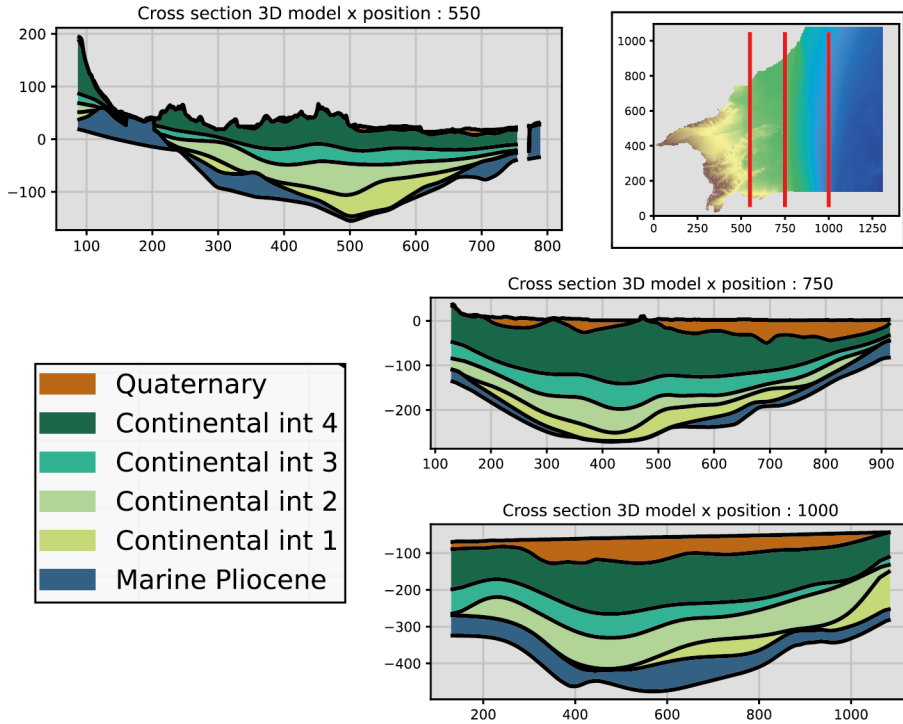 Cross section 3D model x position : 550
200
100
0
−100
100 200 300 400 500 600 700 800
1000
800
600
400
200
0
0 250 500 750 1000 1250
Cross section 3D model x position : 750
0
−100
−200
100 200 300 400 500 600 700 800 900
Quaternary
Continental int 4
Continental int 3
Continental int 2
Continental int 1
Marine Pliocene
Cross section 3D model x position : 1000
−100
−200
−300
−400
200 400 600 800 1000